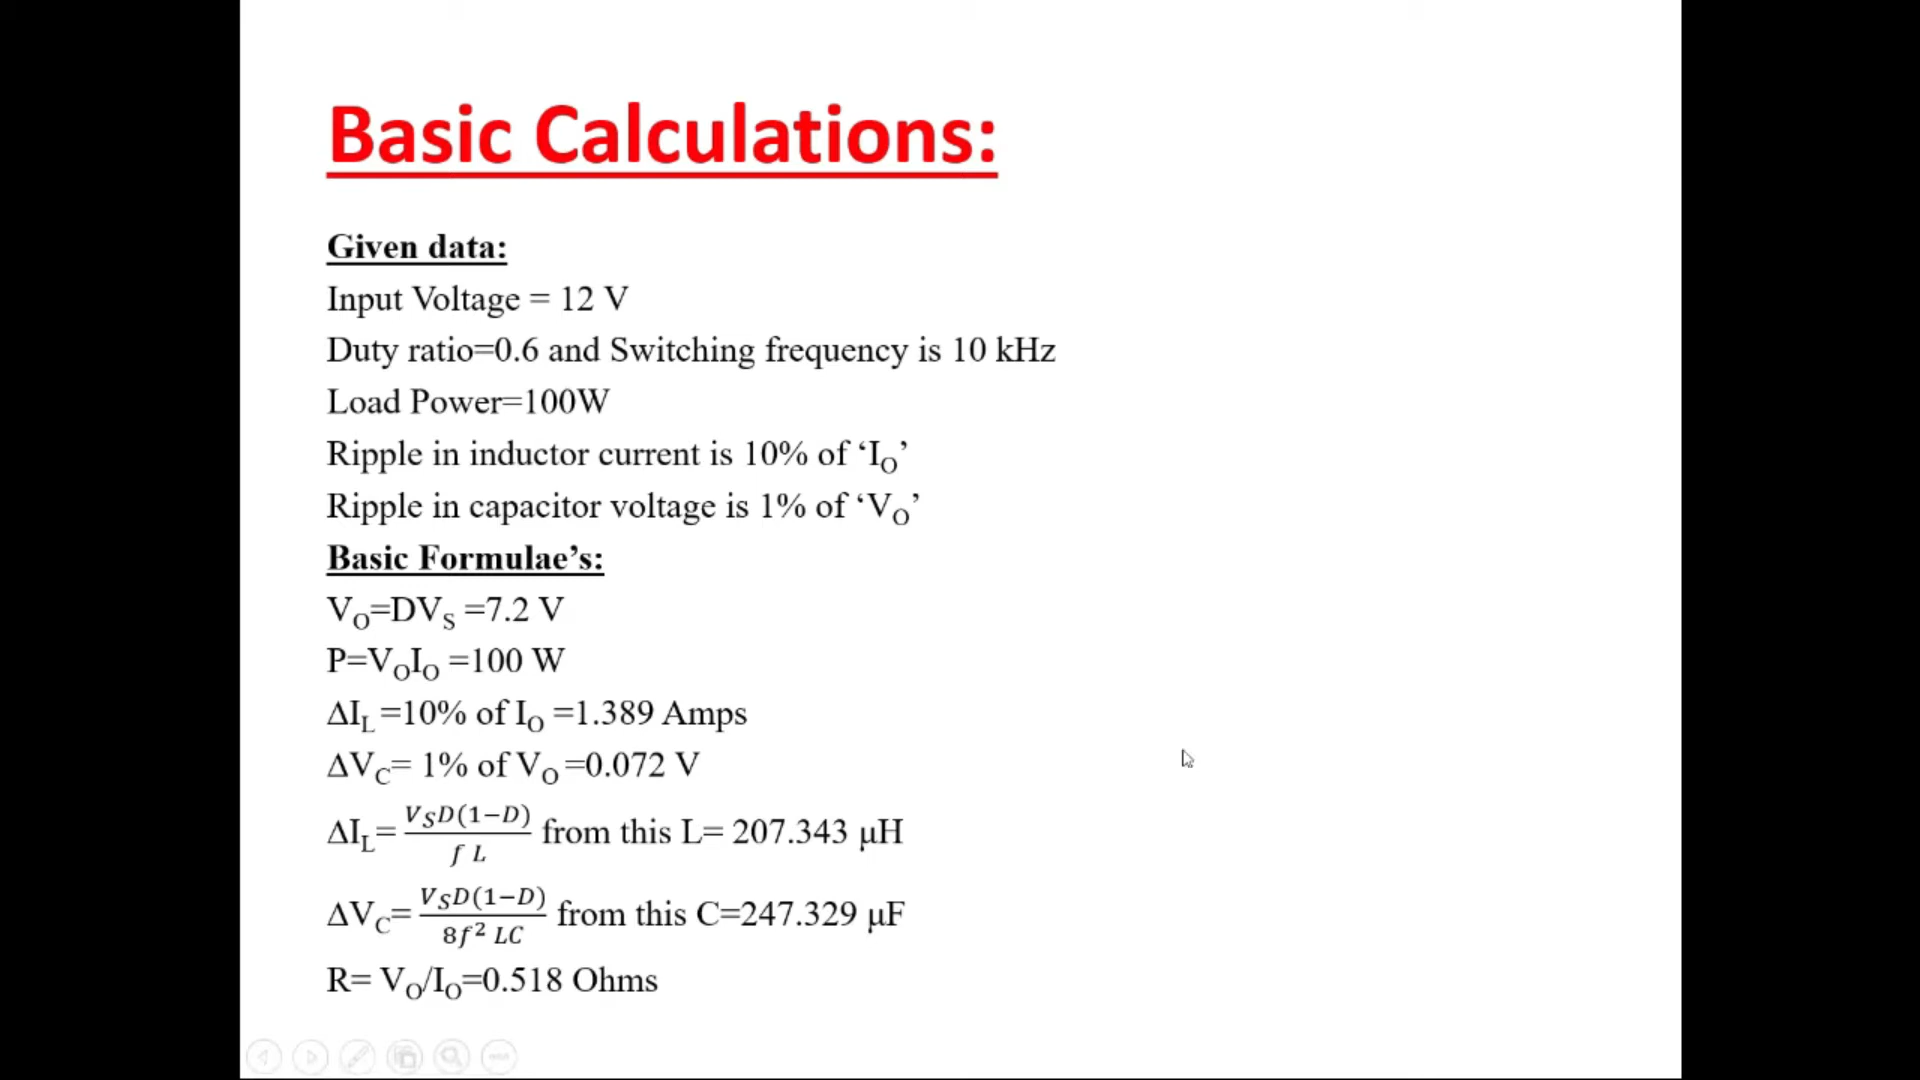 Basic Calculations:
Given data:
Input Voltage = 12 V
Duty ratio=0.6 and Switching frequency is 10 kHz
Load Power=100W
Ripple in inductor current is 10% of ‘I_O’
Ripple in capacitor voltage is 1% of ‘V_O’
Basic Formulae’s:
V_O=DV_S =7.2 V
P=V_OI_O =100 W
ΔI_L =10% of I_O =1.389 Amps
ΔV_C= 1% of V_O =0.072 V
ΔI_L= V_SD(1−D) / f L from this L= 207.343 μH
ΔV_C= V_SD(1−D) / 8f² LC from this C=247.329 μF
R= V_O/I_O=0.518 Ohms